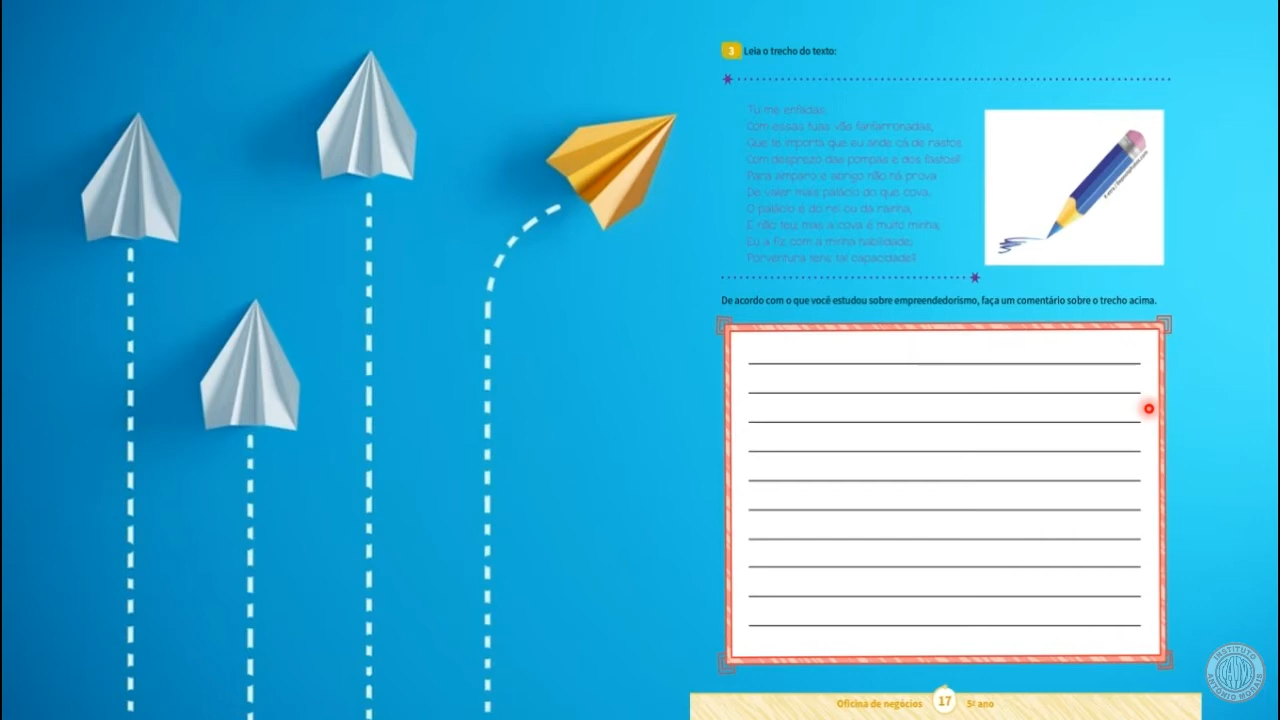 3 Leia o trecho do texto:
Tu me enfadas
Com essas tuas vãs fanfarronadas,
Que te importa que eu ande cá de rastos
Com desprezo das pompas e dos fastos?
Para amparo e abrigo não há prova
De valer mais palácio do que cova.
O palácio é do rei ou da rainha,
E não teu; mas a cova é muito minha;
Eu a fiz com a minha habilidade;
Porventura tens tal capacidade?
De acordo com o que você estudou sobre empreendedorismo, faça um comentário sobre o trecho acima.
Oficina de negócios 17 5º ano
INSTITUTO
ANTÔNIO MORAIS